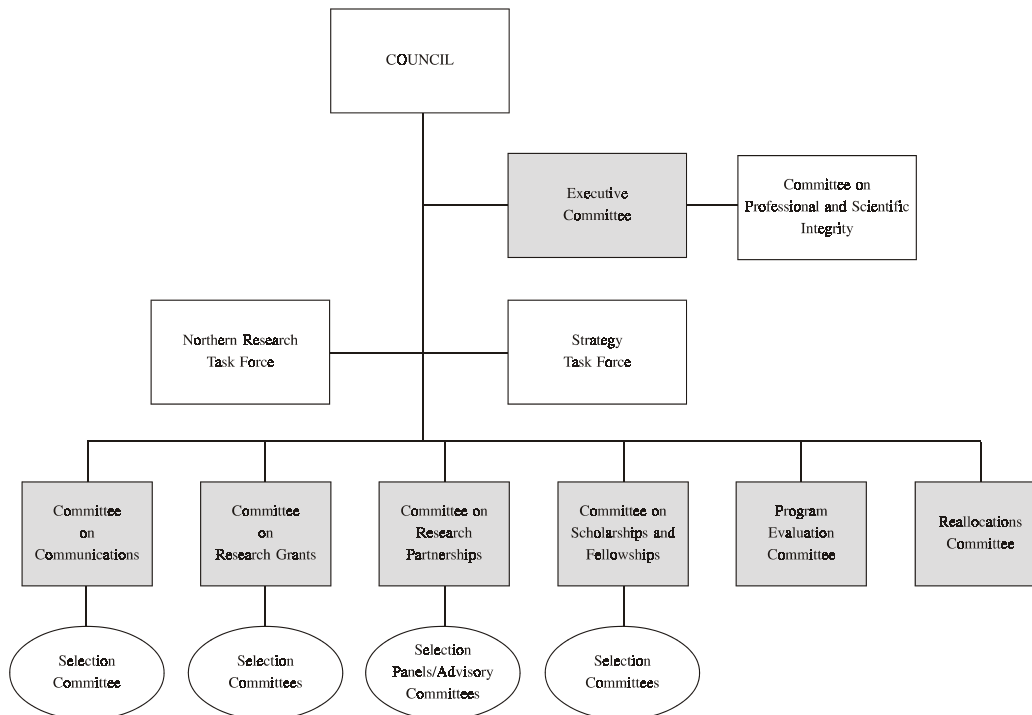 COUNCIL
Executive
Committee
Committee on
Professional and Scientific
Integrity
Northern Research
Task Force
Strategy
Task Force
Committee
on
Communications
Committee
on
Research Grants
Committee on
Research
Partnerships
Committee on
Scholarships and
Fellowships
Program
Evaluation
Committee
Reallocations
Committee
Selection
Committee
Selection
Committees
Selection
Panels/Advisory
Committees
Selection
Committees